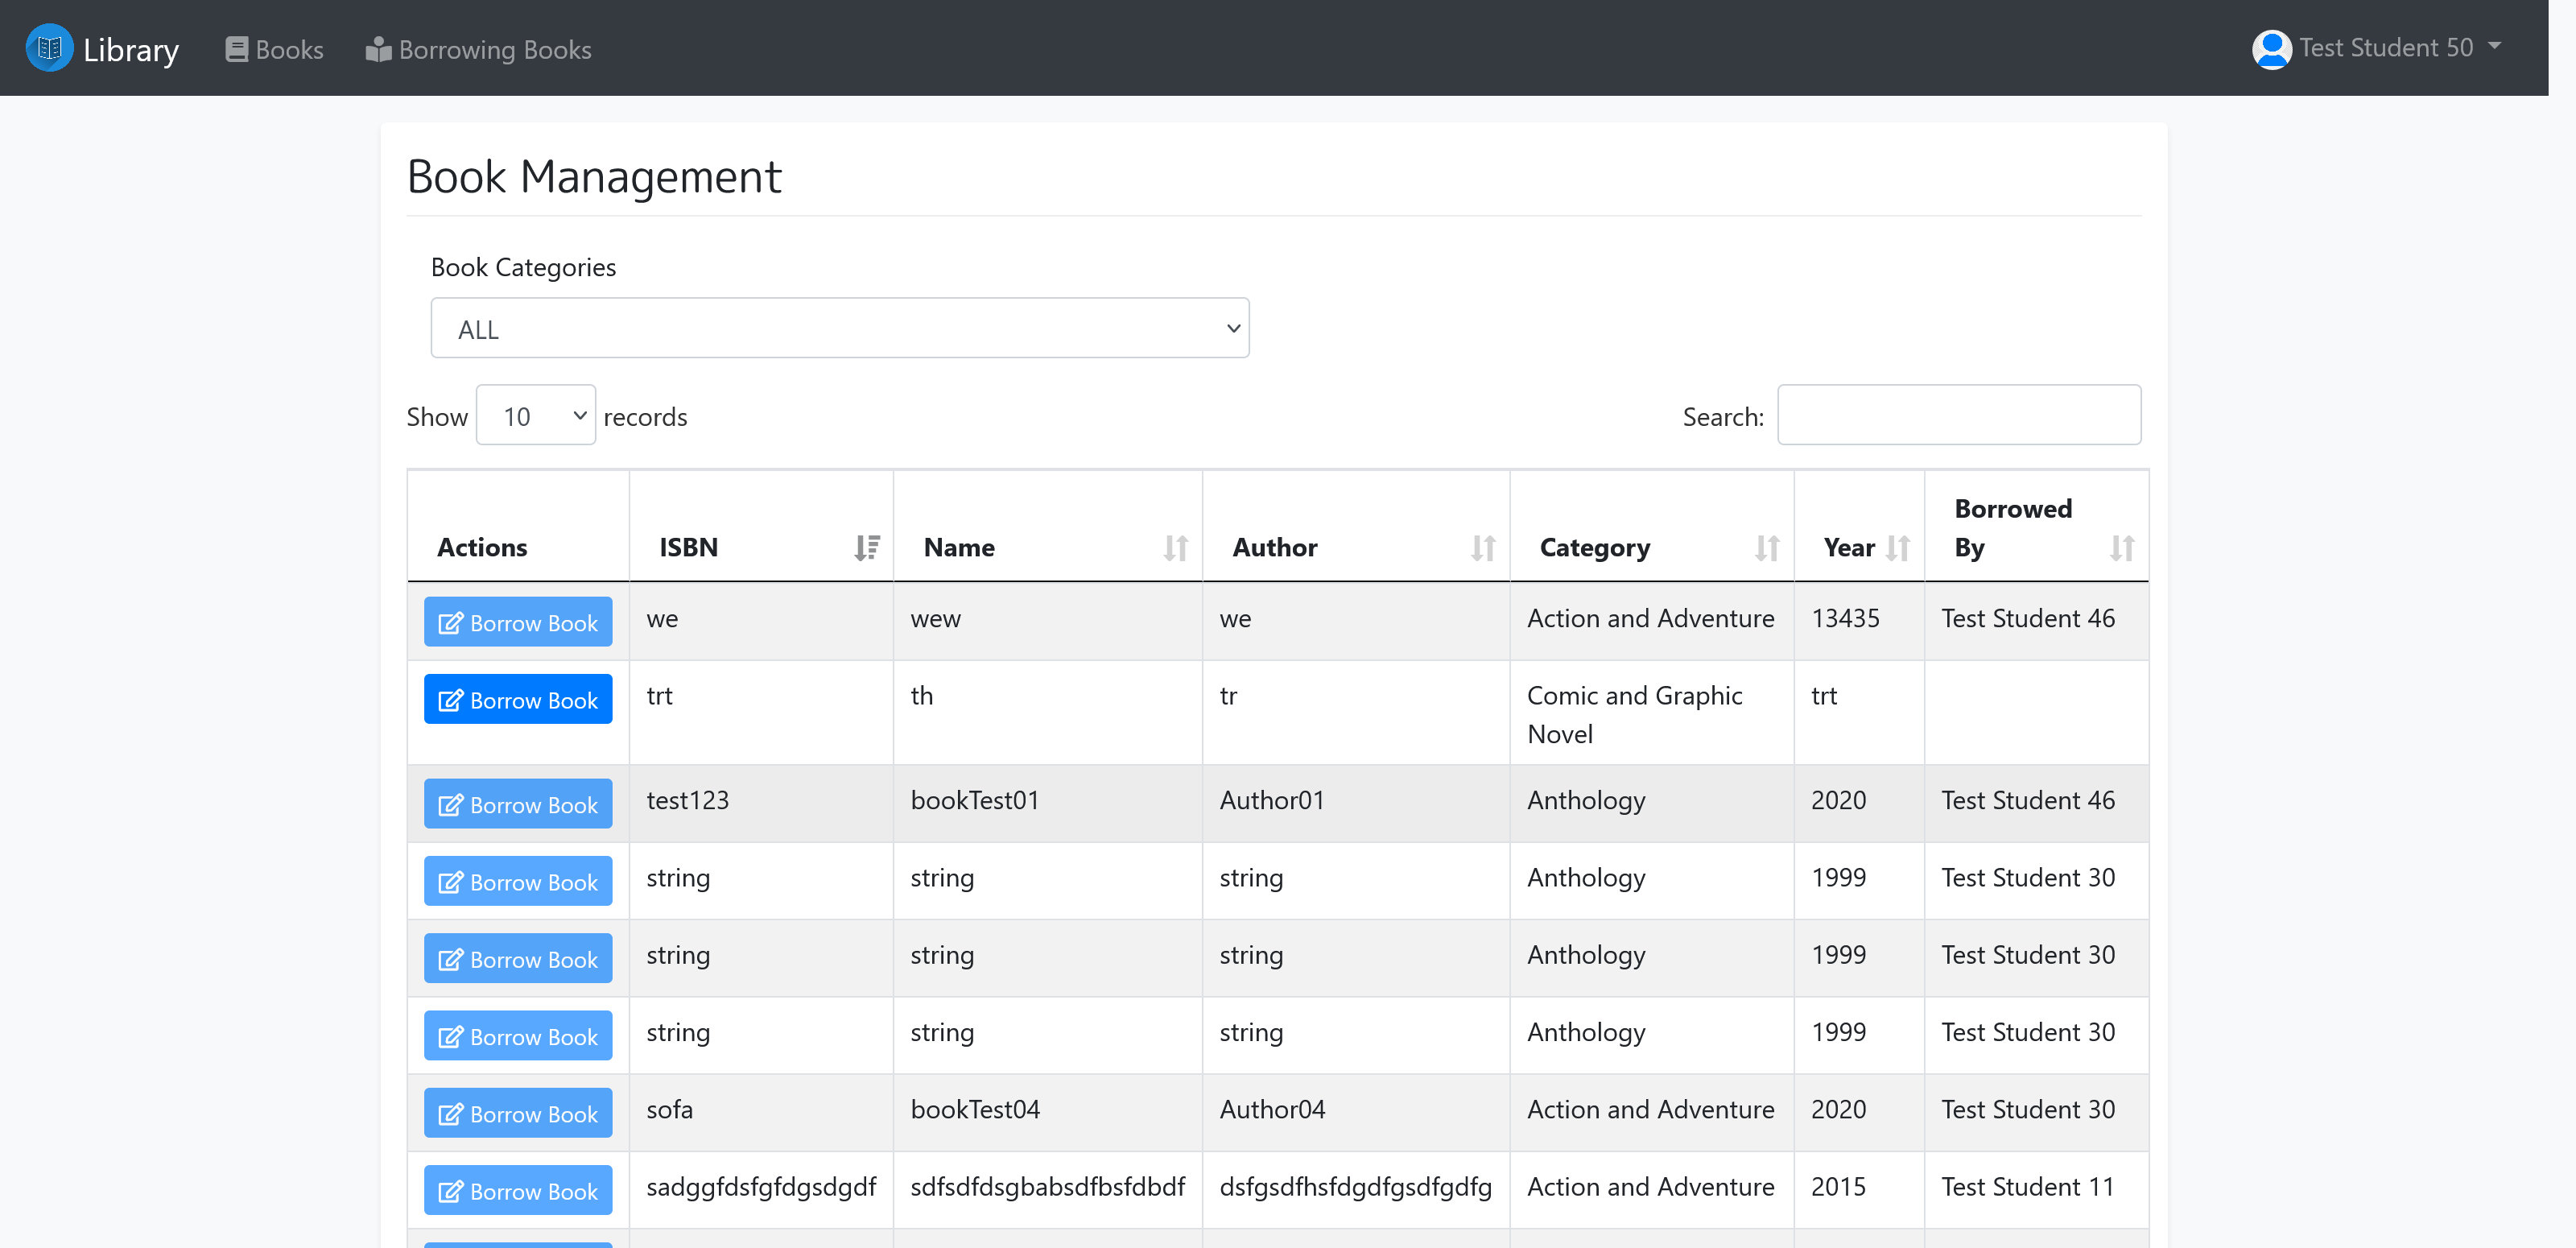 Library Books Borrowing Books Test Student 50
Book Management
Book Categories
ALL
Show 10 records Search:
Actions ISBN Name Author Category Year Borrowed By
Borrow Book we wew we Action and Adventure 13435 Test Student 46
Borrow Book trt th tr Comic and Graphic Novel trt
Borrow Book test123 bookTest01 Author01 Anthology 2020 Test Student 46
Borrow Book string string string Anthology 1999 Test Student 30
Borrow Book string string string Anthology 1999 Test Student 30
Borrow Book string string string Anthology 1999 Test Student 30
Borrow Book sofa bookTest04 Author04 Action and Adventure 2020 Test Student 30
Borrow Book sadggfdsfgfdgsdgdf sdfsdfdsgbabsdfbsfdbdf dsfgsdfhsfdgdfgsdfgdfg Action and Adventure 2015 Test Student 11